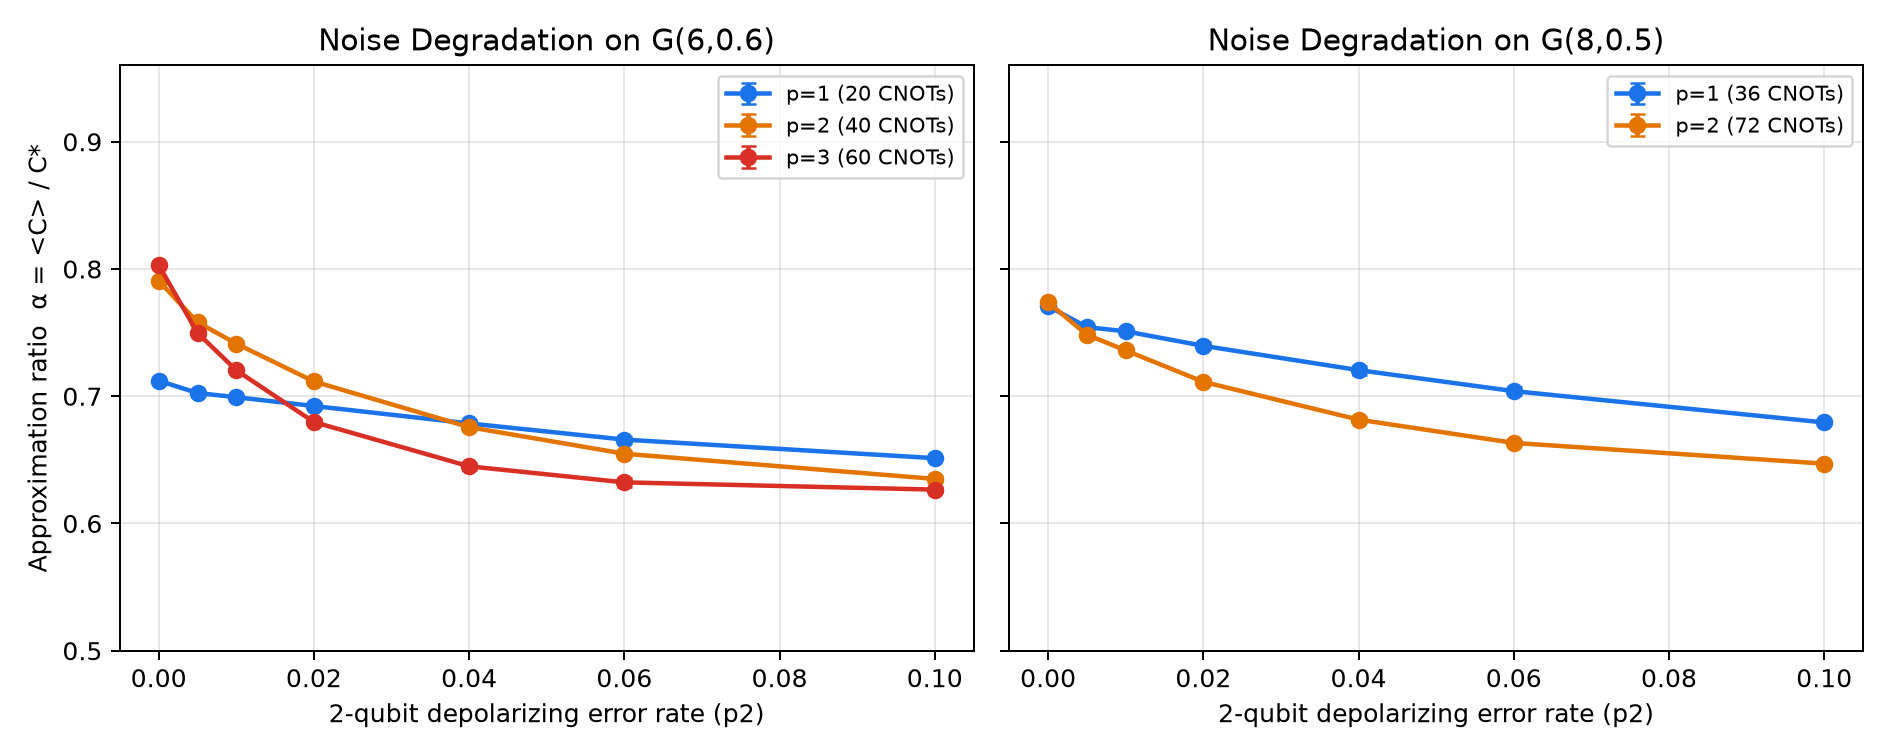 Noise Degradation on G(6,0.6)
Approximation ratio α = <C> / C*
0.9
0.8
0.7
0.6
0.5
p=1 (20 CNOTs)
p=2 (40 CNOTs)
p=3 (60 CNOTs)
0.00 0.02 0.04 0.06 0.08 0.10
2-qubit depolarizing error rate (p2)
Noise Degradation on G(8,0.5)
p=1 (36 CNOTs)
p=2 (72 CNOTs)
0.00 0.02 0.04 0.06 0.08 0.10
2-qubit depolarizing error rate (p2)